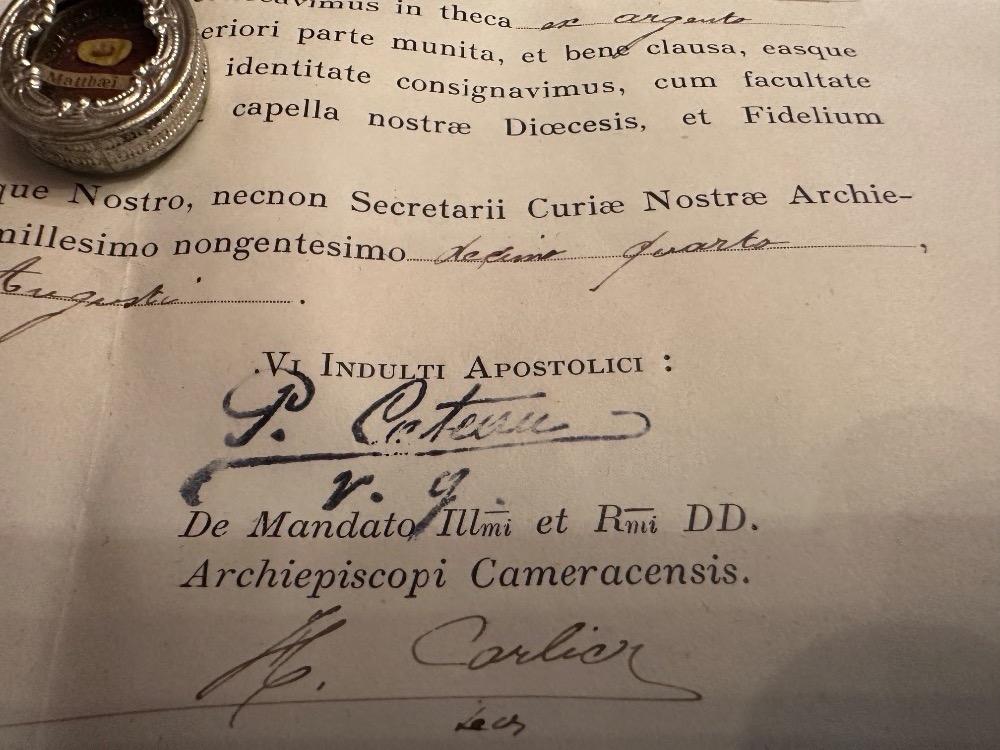 Matthæi
in theca ex argento
eriori parte munita, et bene clausa, easque
identitate consignavimus, cum facultate
capella nostræ Diœcesis, et Fidelium
que Nostro, necnon Secretarii Curiæ Nostræ Archie-
millesimo nongentesimo decimo quarto,
Augusti.
VI INDULTI APOSTOLICI :
P. Cateau
v. g.
De Mandato Illmi et Rmi DD.
Archiepiscopi Cameracensis.
H. Carlier
secr